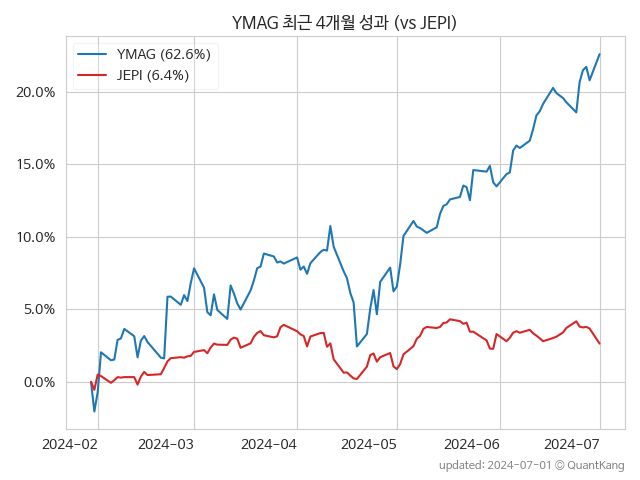 YMAG 최근 4개월 성과 (vs JEPI)
YMAG (62.6%)
JEPI (6.4%)
20.0%
15.0%
10.0%
5.0%
0.0%
2024-02 2024-03 2024-04 2024-05 2024-06 2024-07
updated: 2024-07-01 © QuantKang